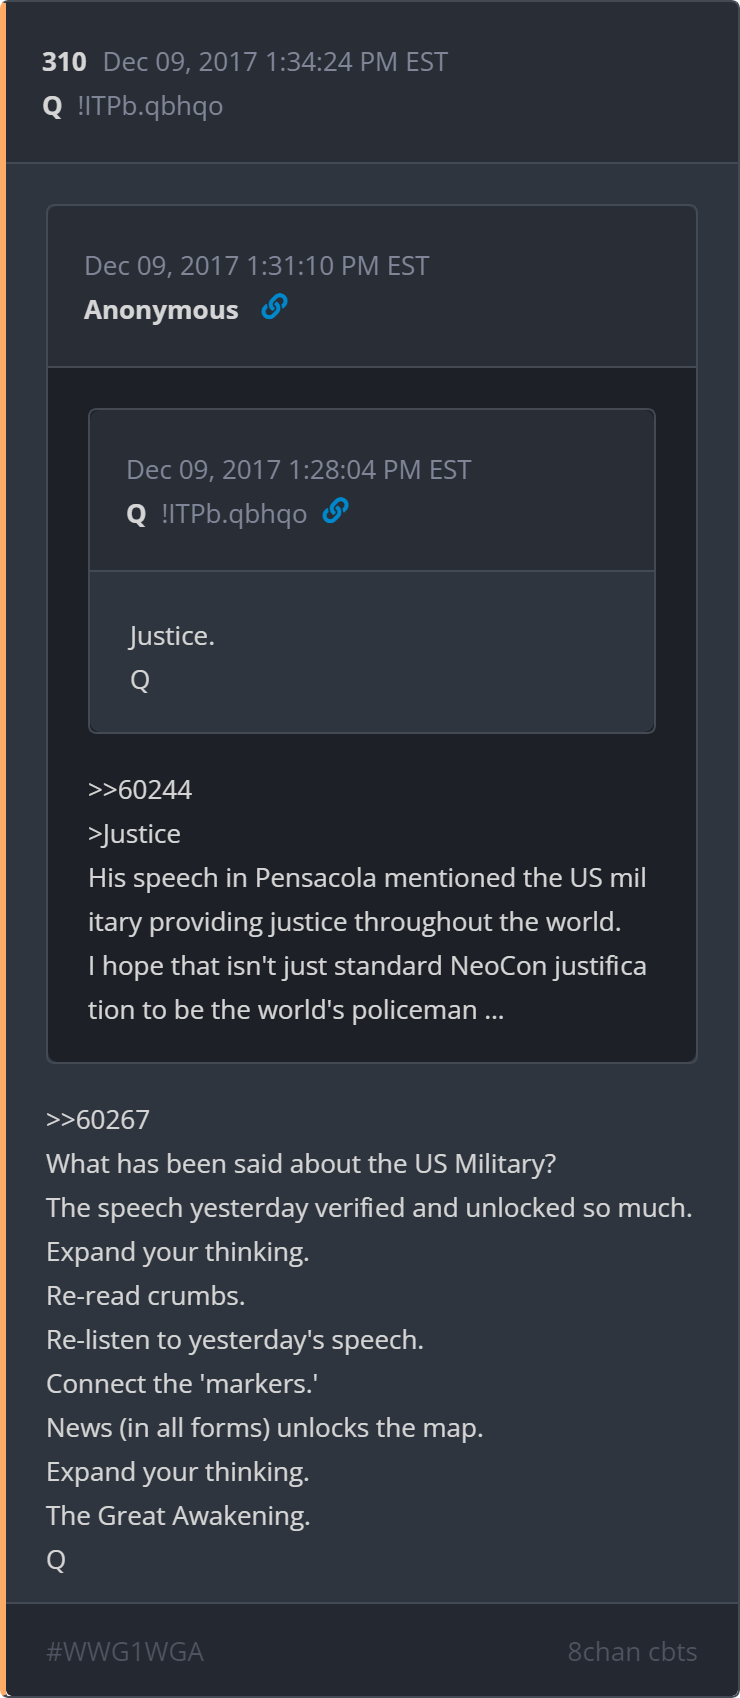 310 Dec 09, 2017 1:34:24 PM EST
Q !ITPb.qbhqo
Dec 09, 2017 1:31:10 PM EST
Anonymous
Dec 09, 2017 1:28:04 PM EST
Q !ITPb.qbhqo
Justice.
Q
>>60244
>Justice
His speech in Pensacola mentioned the US mil
itary providing justice throughout the world.
I hope that isn't just standard NeoCon justifica
tion to be the world's policeman ...
>>60267
What has been said about the US Military?
The speech yesterday verified and unlocked so much.
Expand your thinking.
Re-read crumbs.
Re-listen to yesterday's speech.
Connect the 'markers.'
News (in all forms) unlocks the map.
Expand your thinking.
The Great Awakening.
Q
#WWG1WGA 8chan cbts